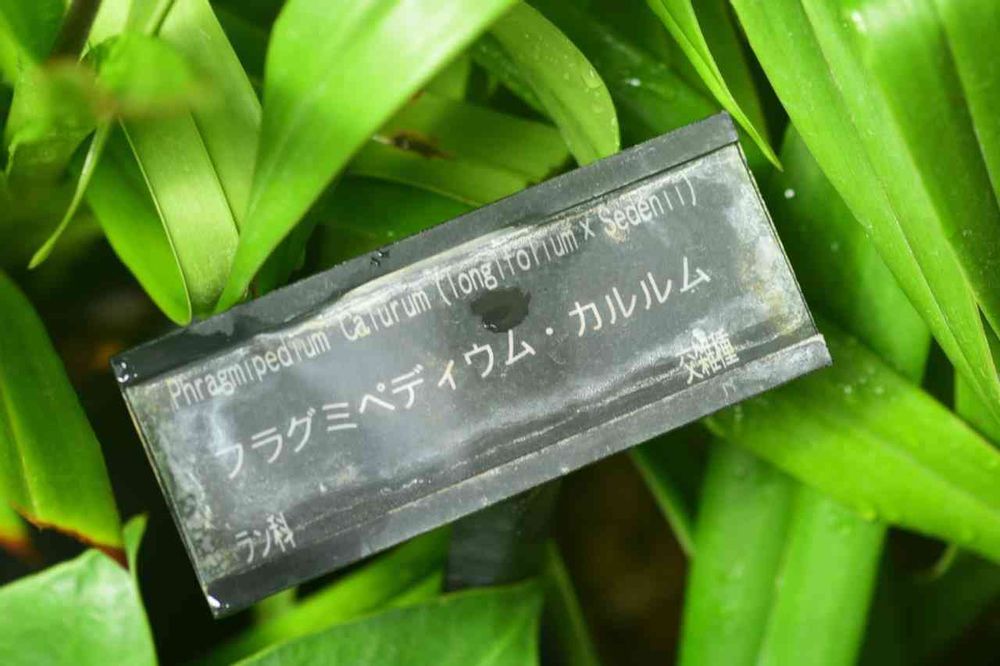 Phragmipedium Calurum (longifolium x Sedenii)
フラグミペディウム・カルルム
交雑種
ラン科